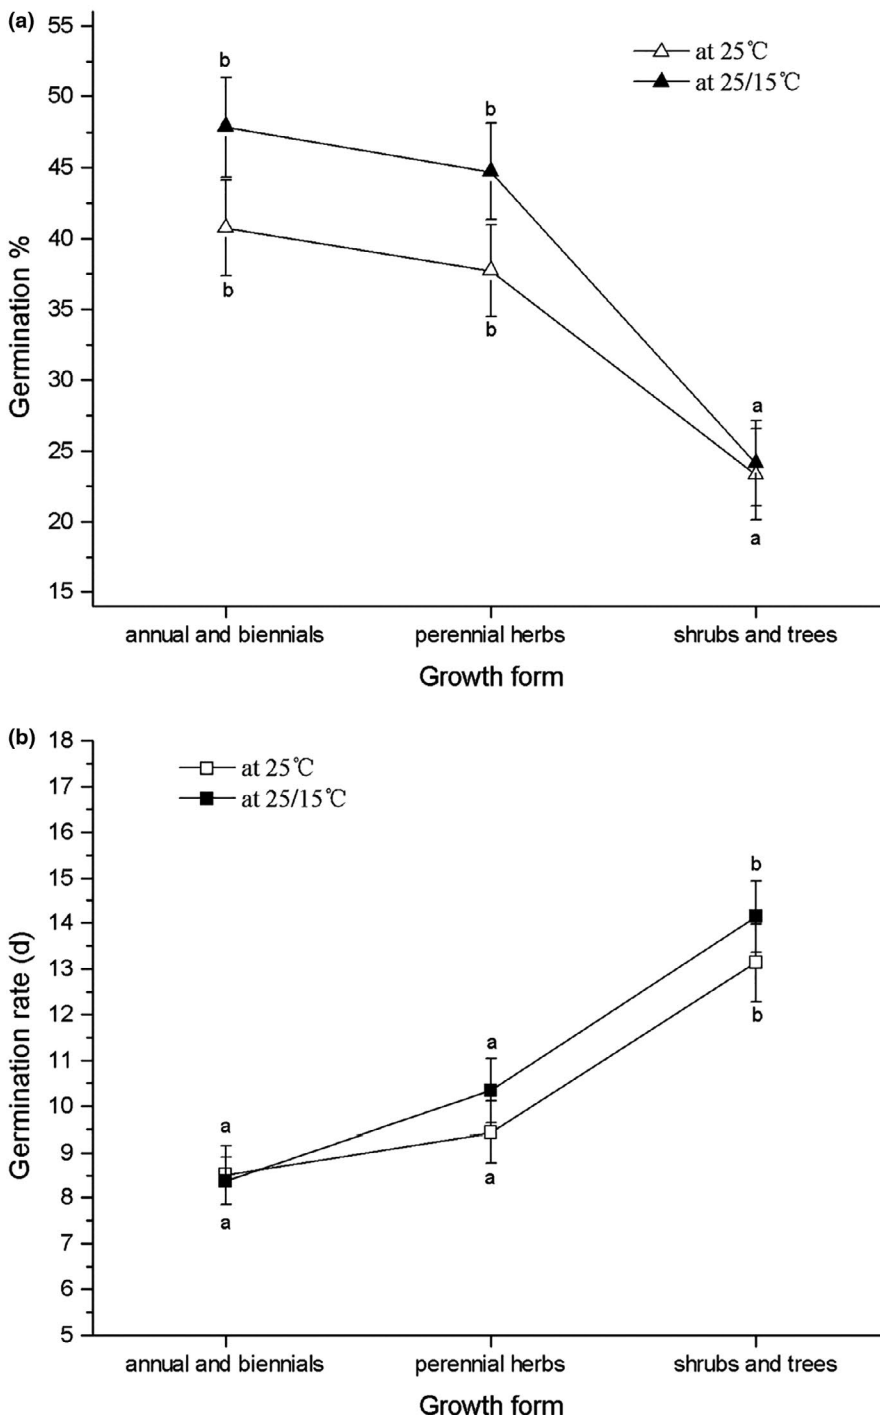 (a)
55
50
45
40
35
30
25
20
15
Germination %
at 25℃
at 25/15℃
b
b
b
b
a
a
annual and biennials perennial herbs shrubs and trees
Growth form
(b)
18
17
16
15
14
13
12
11
10
9
8
7
6
5
Germination rate (d)
at 25℃
at 25/15℃
b
b
a
a
a
a
annual and biennials perennial herbs shrubs and trees
Growth form